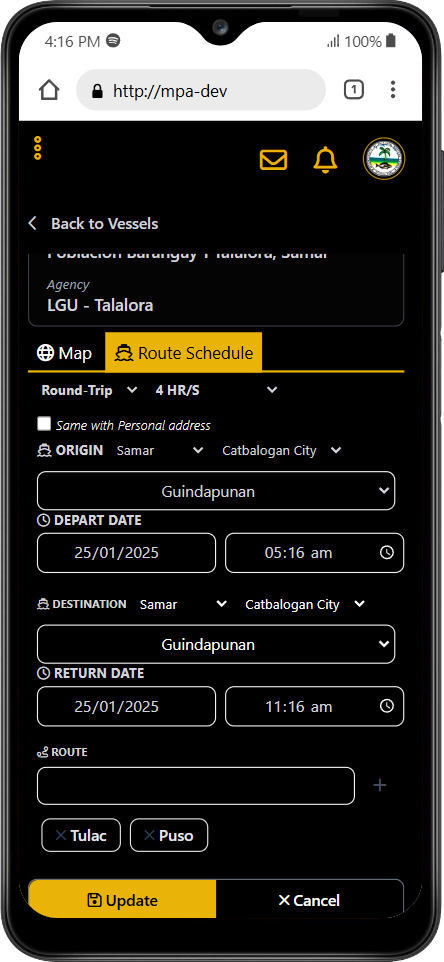 4:16 PM 100%
http://mpa-dev 1
Back to Vessels
Poblacion Barangay 1 Talalora, Samar
Agency
LGU - Talalora
Map Route Schedule
Round-Trip 4 HR/S
Same with Personal address
ORIGIN Samar Catbalogan City
Guindapunan
DEPART DATE
25/01/2025 05:16 am
DESTINATION Samar Catbalogan City
Guindapunan
RETURN DATE
25/01/2025 11:16 am
ROUTE
Tulac Puso
Update Cancel